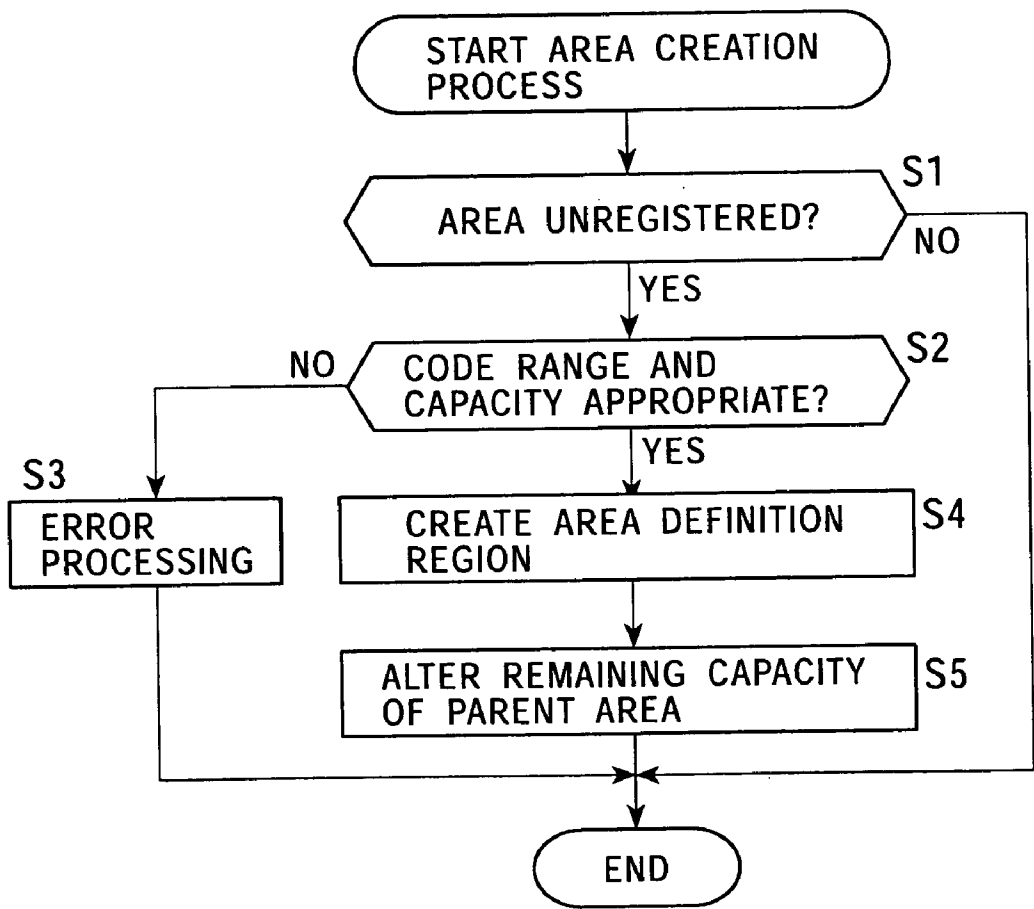 START AREA CREATION
PROCESS
S1
AREA UNREGISTERED?
NO
YES
S2
NO
CODE RANGE AND
CAPACITY APPROPRIATE?
YES
S3
ERROR
PROCESSING
S4
CREATE AREA DEFINITION
REGION
S5
ALTER REMAINING CAPACITY
OF PARENT AREA
END